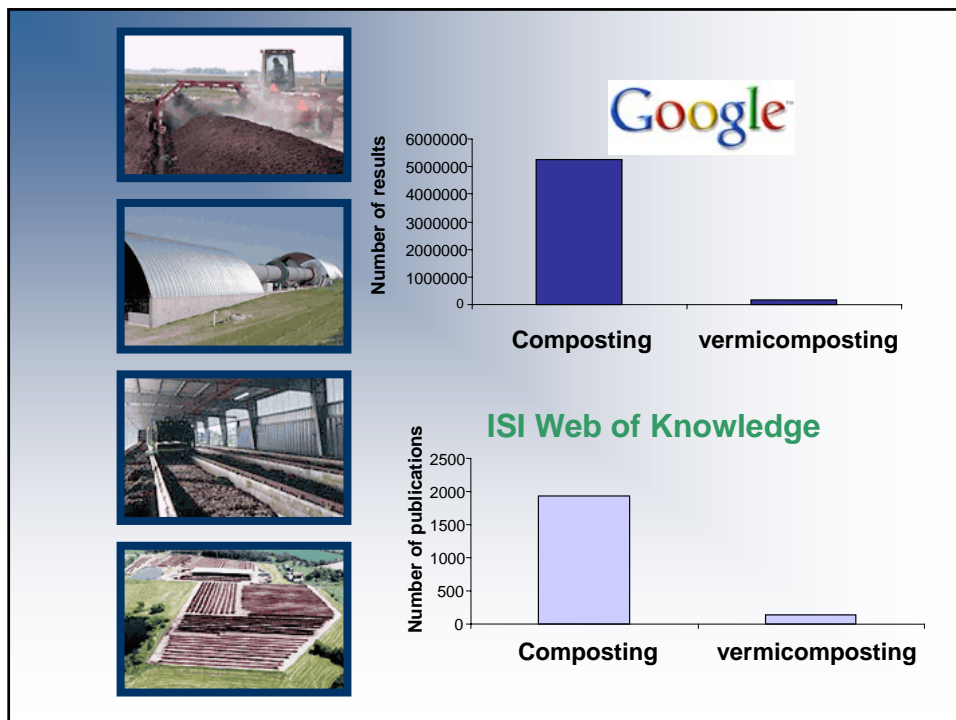 Google™
Number of results
6000000
5000000
4000000
3000000
2000000
1000000
0
Composting vermicomposting
ISI Web of Knowledge
Number of publications
2500
2000
1500
1000
500
0
Composting vermicomposting